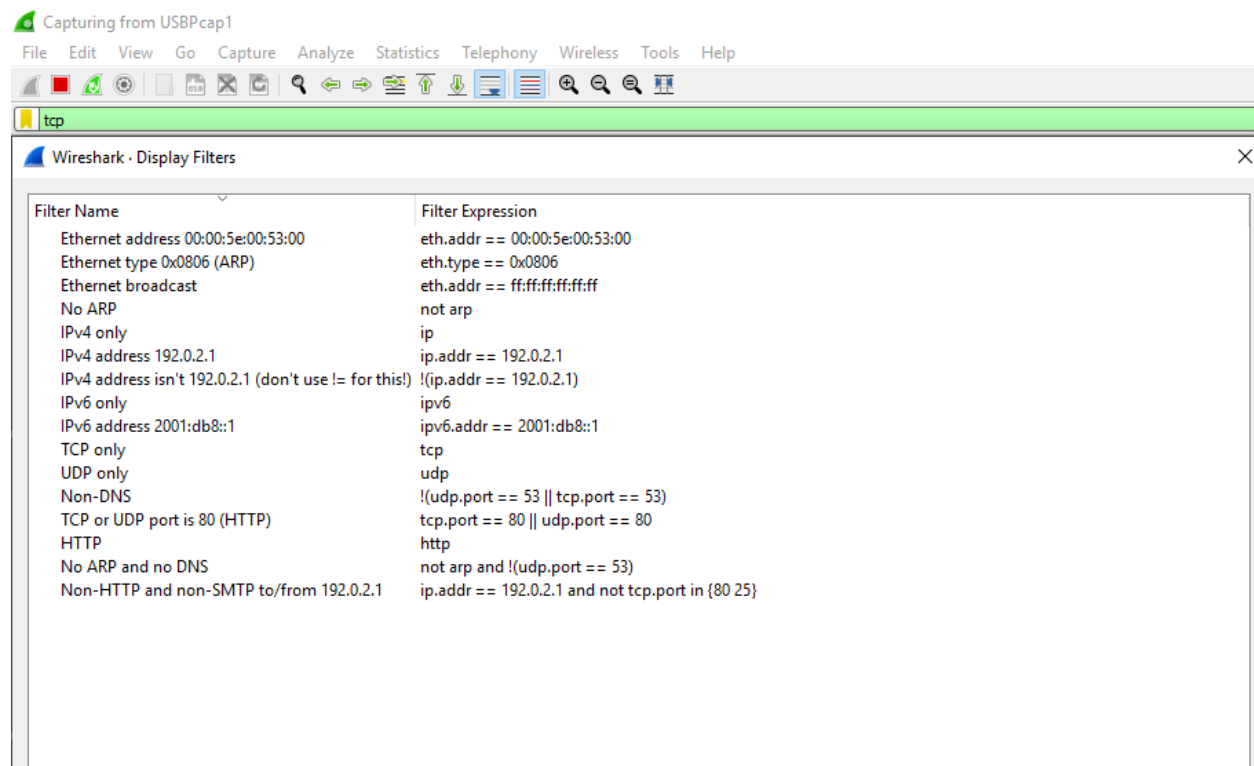 Capturing from USBPcap1
File Edit View Go Capture Analyze Statistics Telephony Wireless Tools Help
tcp
Wireshark · Display Filters
Filter Name Filter Expression
Ethernet address 00:00:5e:00:53:00 eth.addr == 00:00:5e:00:53:00
Ethernet type 0x0806 (ARP) eth.type == 0x0806
Ethernet broadcast eth.addr == ff:ff:ff:ff:ff:ff
No ARP not arp
IPv4 only ip
IPv4 address 192.0.2.1 ip.addr == 192.0.2.1
IPv4 address isn't 192.0.2.1 (don't use != for this!) !(ip.addr == 192.0.2.1)
IPv6 only ipv6
IPv6 address 2001:db8::1 ipv6.addr == 2001:db8::1
TCP only tcp
UDP only udp
Non-DNS !(udp.port == 53 || tcp.port == 53)
TCP or UDP port is 80 (HTTP) tcp.port == 80 || udp.port == 80
HTTP http
No ARP and no DNS not arp and !(udp.port == 53)
Non-HTTP and non-SMTP to/from 192.0.2.1 ip.addr == 192.0.2.1 and not tcp.port in {80 25}